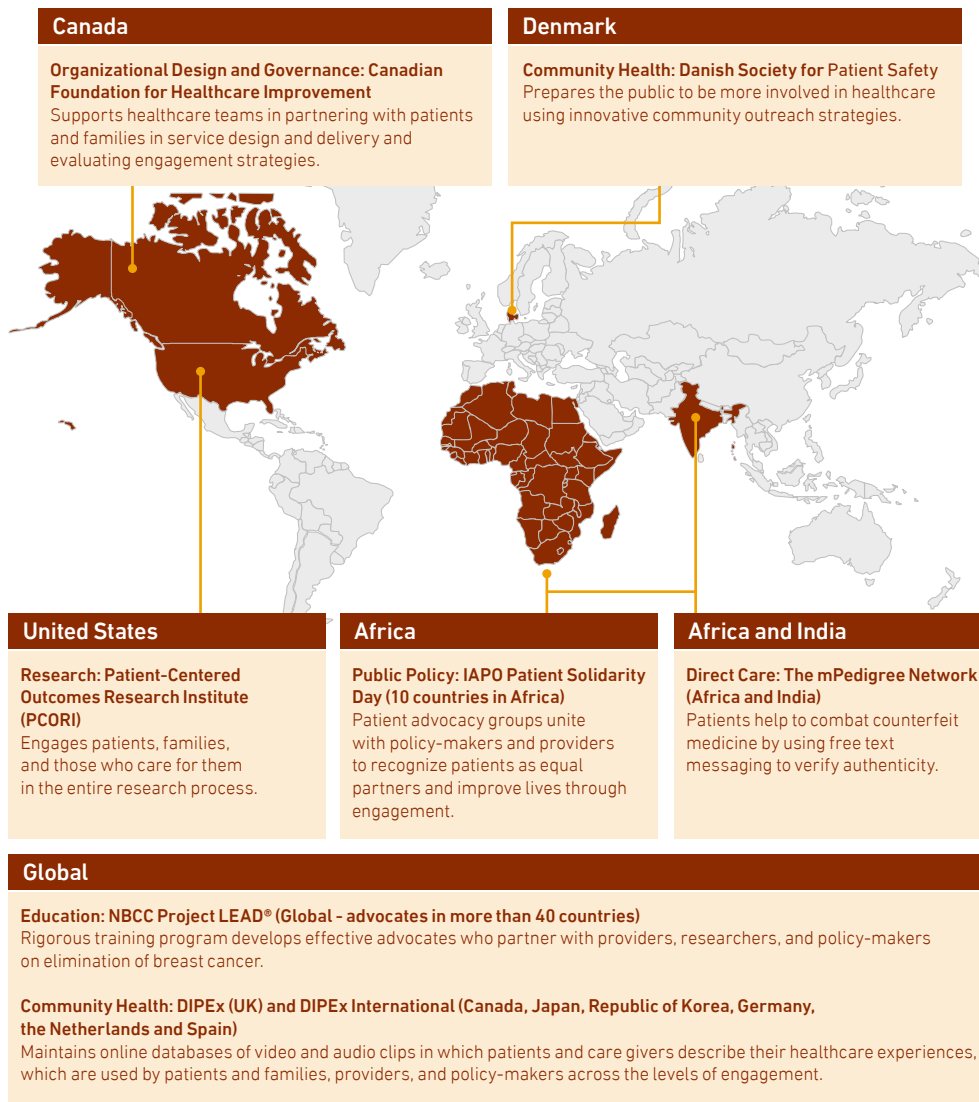 Canada
Organizational Design and Governance: Canadian
Foundation for Healthcare Improvement
Supports healthcare teams in partnering with patients
and families in service design and delivery and
evaluating engagement strategies.
Denmark
Community Health: Danish Society for Patient Safety
Prepares the public to be more involved in healthcare
using innovative community outreach strategies.
United States
Research: Patient-Centered
Outcomes Research Institute
(PCORI)
Engages patients, families,
and those who care for them
in the entire research process.
Africa
Public Policy: IAPO Patient Solidarity
Day (10 countries in Africa)
Patient advocacy groups unite
with policy-makers and providers
to recognize patients as equal
partners and improve lives through
engagement.
Africa and India
Direct Care: The mPedigree Network
(Africa and India)
Patients help to combat counterfeit
medicine by using free text
messaging to verify authenticity.
Global
Education: NBCC Project LEAD® (Global - advocates in more than 40 countries)
Rigorous training program develops effective advocates who partner with providers, researchers, and policy-makers
on elimination of breast cancer.
Community Health: DIPEx (UK) and DIPEx International (Canada, Japan, Republic of Korea, Germany,
the Netherlands and Spain)
Maintains online databases of video and audio clips in which patients and care givers describe their healthcare experiences,
which are used by patients and families, providers, and policy-makers across the levels of engagement.